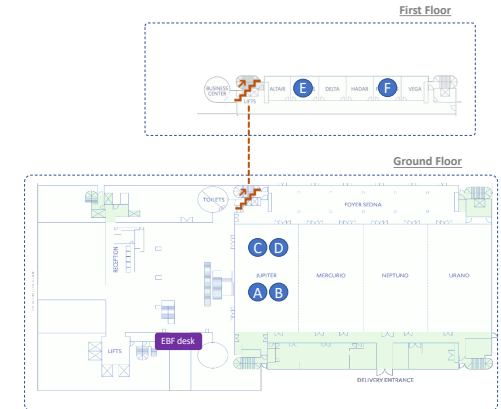 First Floor
BUSINESS
CENTER
LIFTS
ALTAIR
E
DELTA
HADAR
F
VEGA
Ground Floor
TOILETS
FOYER SEDNA
RECEPTION
C D
JUPITER
MERCURIO
NEPTUNO
URANO
A B
EBF desk
LIFTS
DELIVERY ENTRANCE